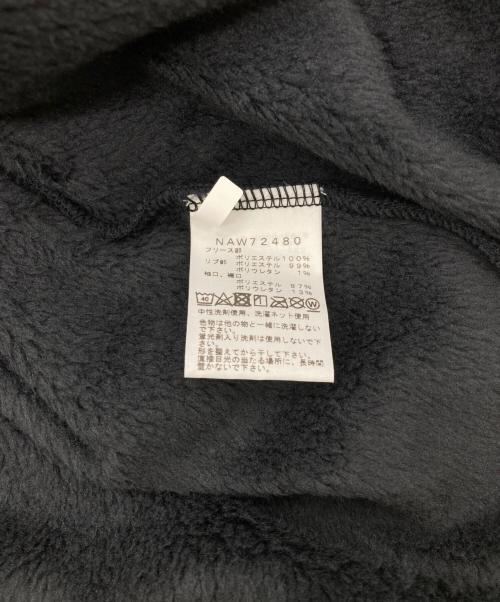 NAW72480
フリース部
ポリエステル100%
リブ部 ポリエステル 99%
ポリウレタン 1%
袖口、裾口
ポリエステル 87%
ポリウレタン 13%
40
W
中性洗剤使用、洗濯ネット使用
色物は他の物と一緒に洗濯しない
で下さい。
蛍光剤入り洗剤は使用しないで下
さい。
形を整えてから干して下さい。
直接日光の当たる場所に、長時間
置かないで下さい。